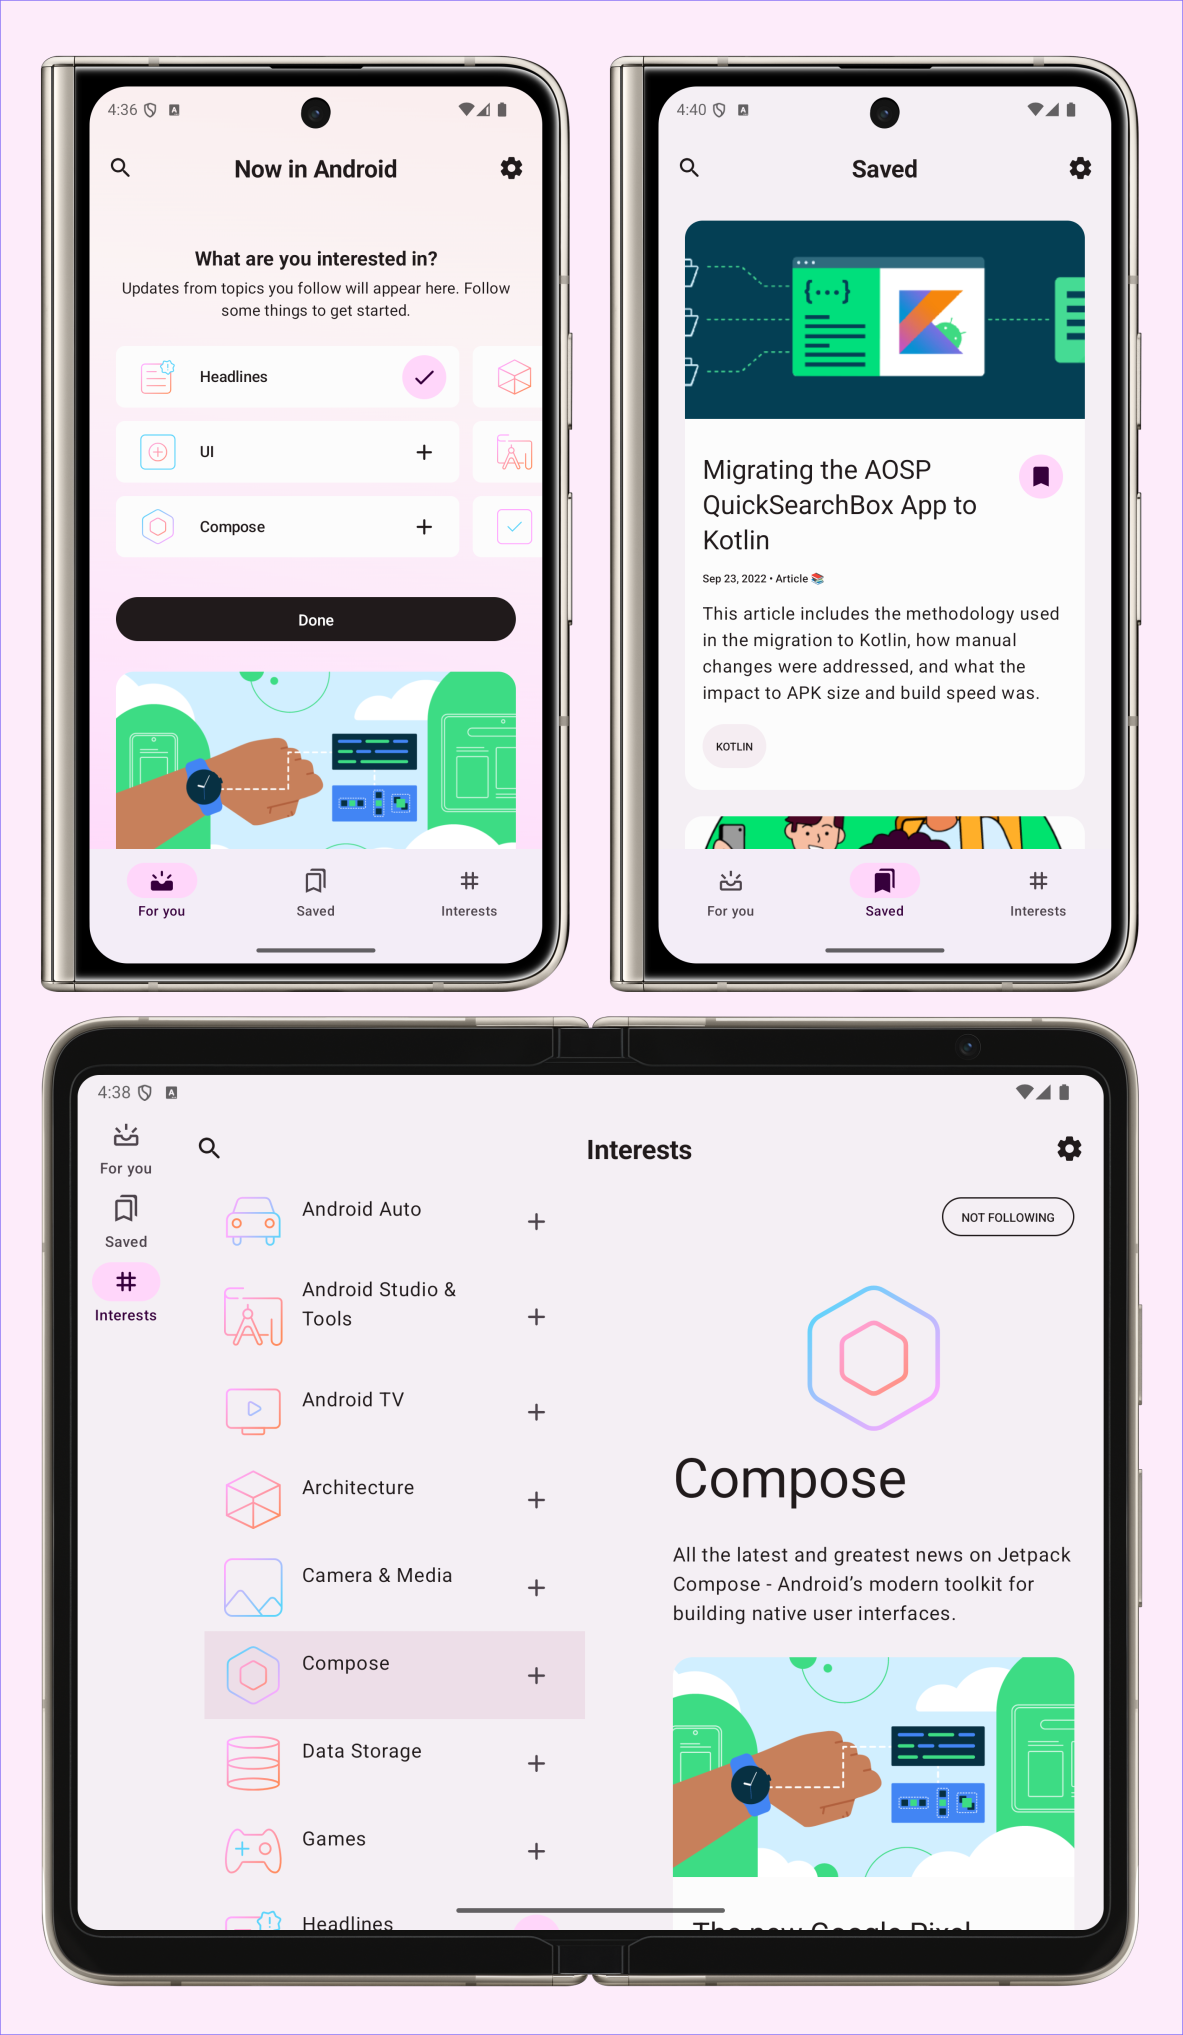 4:36
Now in Android
What are you interested in?
Updates from topics you follow will appear here. Follow
some things to get started.
Headlines
UI
Compose
Done
For you
Saved
Interests
4:40
Saved
Migrating the AOSP
QuickSearchBox App to
Kotlin
Sep 23, 2022 • Article 📚
This article includes the methodology used
in the migration to Kotlin, how manual
changes were addressed, and what the
impact to APK size and build speed was.
KOTLIN
For you
Saved
Interests
4:38
For you
Saved
Interests
Interests
Android Auto
Android Studio &
Tools
Android TV
Architecture
Camera & Media
Compose
Data Storage
Games
Headlines
NOT FOLLOWING
Compose
All the latest and greatest news on Jetpack
Compose - Android’s modern toolkit for
building native user interfaces.
The new Google Pixel